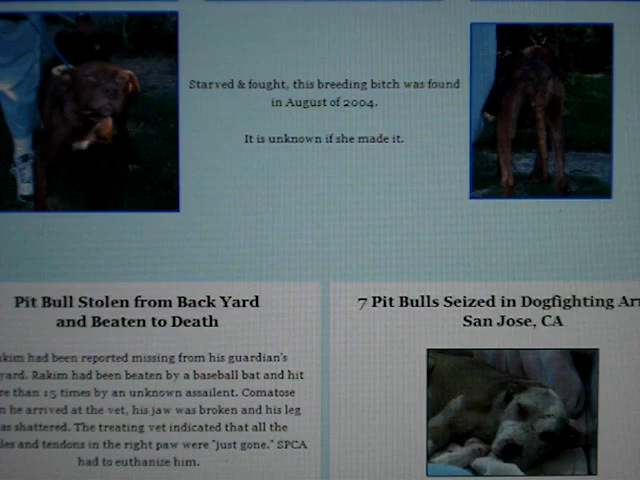 Starved & fought, this breeding bitch was found
in August of 2004.
It is unknown if she made it.
Pit Bull Stolen from Back Yard
and Beaten to Death
akim had been reported missing from his guardian's
yard. Rakim had been beaten by a baseball bat and hit
re than 15 times by an unknown assailent. Comatose
n he arrived at the vet, his jaw was broken and his leg
as shattered. The treating vet indicated that all the
les and tendons in the right paw were "just gone." SPCA
had to euthanize him.
7 Pit Bulls Seized in Dogfighting Arr
San Jose, CA